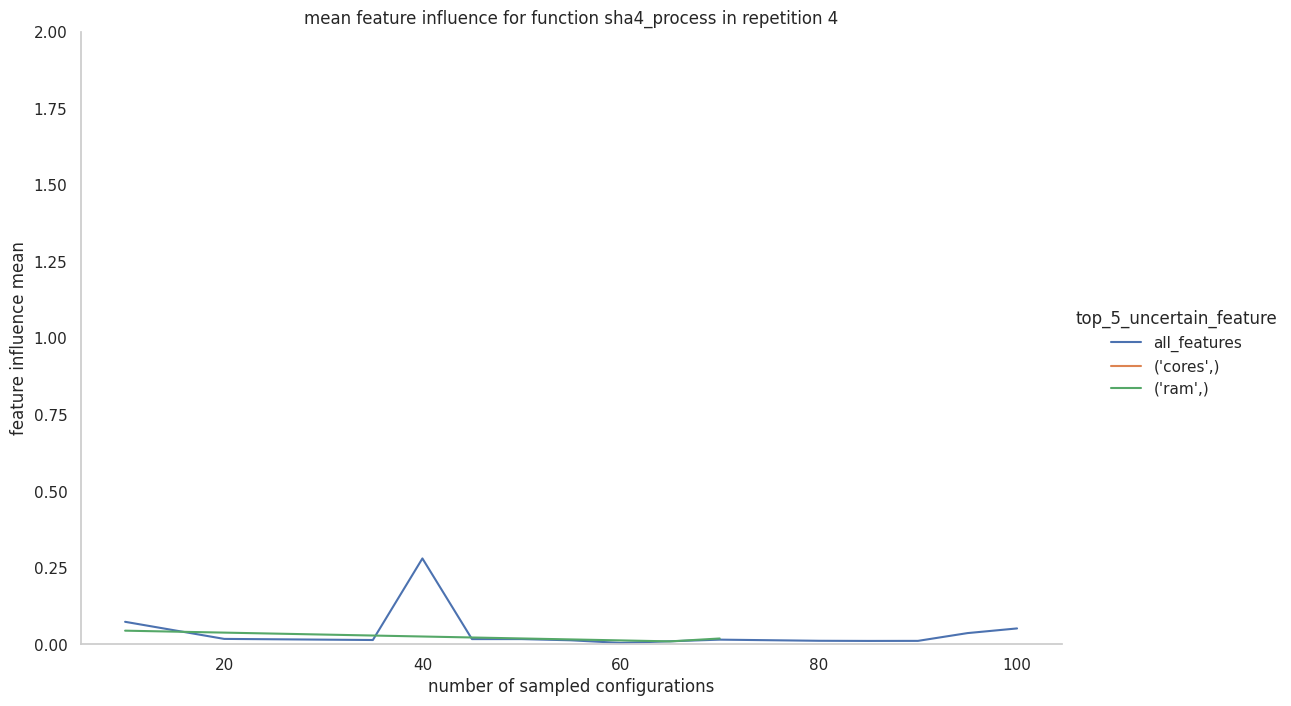 mean feature influence for function sha4_process in repetition 4
2.00
1.75
1.50
1.25
1.00
0.75
0.50
0.25
0.00
feature influence mean
20 40 60 80 100
number of sampled configurations
top_5_uncertain_feature
all_features
('cores',)
('ram',)